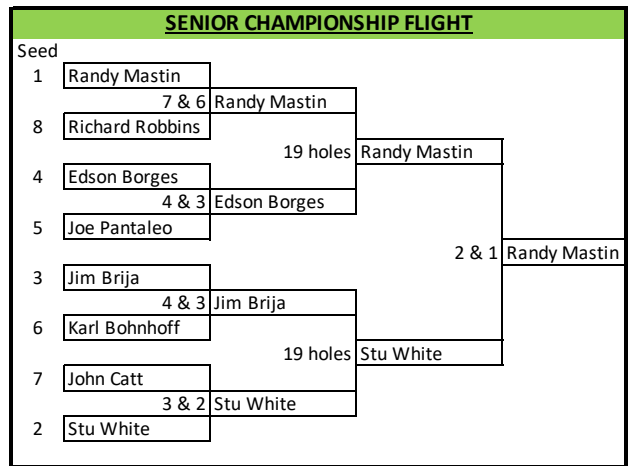 SENIOR CHAMPIONSHIP FLIGHT
Seed
1 Randy Mastin
7 & 6 Randy Mastin
8 Richard Robbins
19 holes Randy Mastin
4 Edson Borges
4 & 3 Edson Borges
5 Joe Pantaleo
2 & 1 Randy Mastin
3 Jim Brija
4 & 3 Jim Brija
6 Karl Bohnhoff
19 holes Stu White
7 John Catt
3 & 2 Stu White
2 Stu White